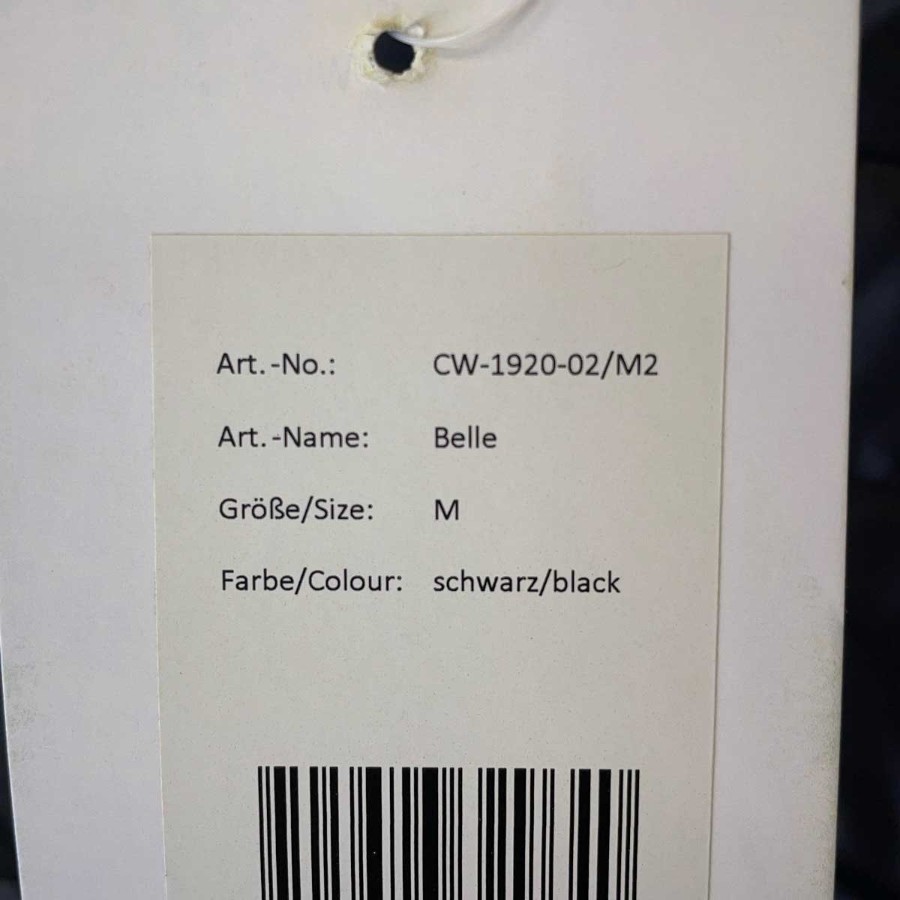 Art.-No.: CW-1920-02/M2
Art.-Name: Belle
Größe/Size: M
Farbe/Colour: schwarz/black